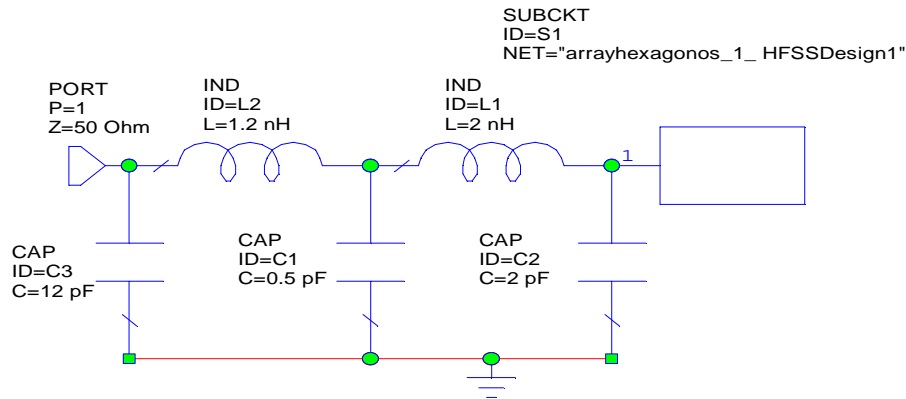 SUBCKT
ID=S1
NET="arrayhexagonos_1_ HFSSDesign1"
PORT
P=1
Z=50 Ohm
IND
ID=L2
L=1.2 nH
IND
ID=L1
L=2 nH
1
CAP
ID=C3
C=12 pF
CAP
ID=C1
C=0.5 pF
CAP
ID=C2
C=2 pF